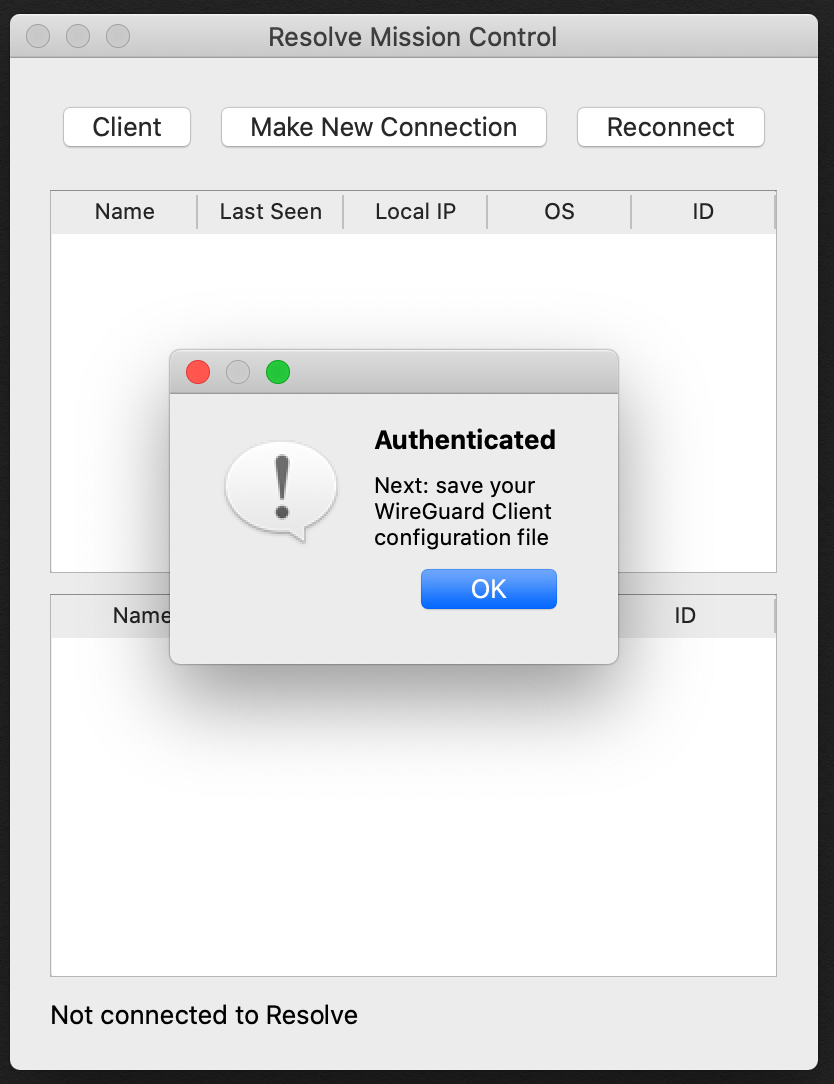 Resolve Mission Control
Client Make New Connection Reconnect
Name Last Seen Local IP OS ID
Authenticated
Next: save your
WireGuard Client
configuration file
OK
Name ID
Not connected to Resolve